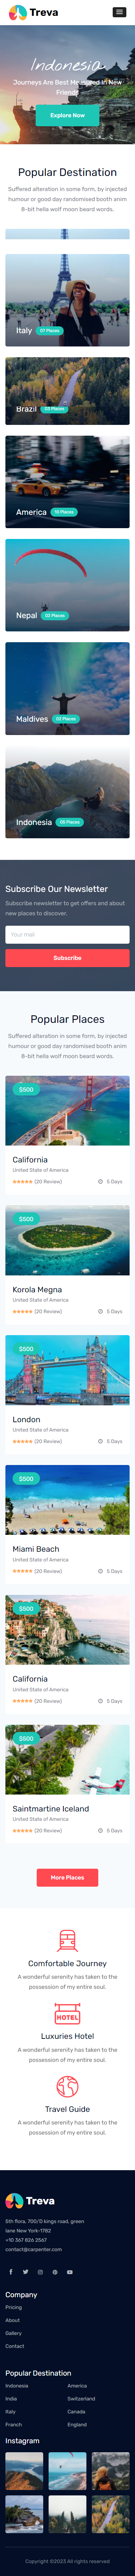 Treva
Indonesia
Journeys Are Best Measured In New
Friends
Explore Now
Popular Destination
Suffered alteration in some form, by injected
humour or good day randomised booth anim
8-bit hella wolf moon beard words.
Italy 07 Places
Brazil 03 Places
America 10 Places
Nepal 02 Places
Maldives 02 Places
Indonesia 05 Places
Subscribe Our Newsletter
Subscribe newsletter to get offers and about
new places to discover.
Your mail
Subscribe
Popular Places
Suffered alteration in some form, by injected
humour or good day randomised booth anim
8-bit hella wolf moon beard words.
$500
California
United State of America
(20 Review) 5 Days
$500
Korola Megna
United State of America
(20 Review) 5 Days
$500
London
United State of America
(20 Review) 5 Days
$500
Miami Beach
United State of America
(20 Review) 5 Days
$500
California
United State of America
(20 Review) 5 Days
$500
Saintmartine Iceland
United State of America
(20 Review) 5 Days
More Places
Comfortable Journey
A wonderful serenity has taken to the
possession of my entire soul.
HOTEL
Luxuries Hotel
A wonderful serenity has taken to the
possession of my entire soul.
Travel Guide
A wonderful serenity has taken to the
possession of my entire soul.
Treva
5th flora, 700/D kings road, green
lane New York-1782
+10 367 826 2567
contact@carpenter.com
Company
Pricing
About
Gallery
Contact
Popular Destination
Indonesia America
India Switzerland
Italy Canada
Franch England
Instagram
Copyright ©2023 All rights reserved